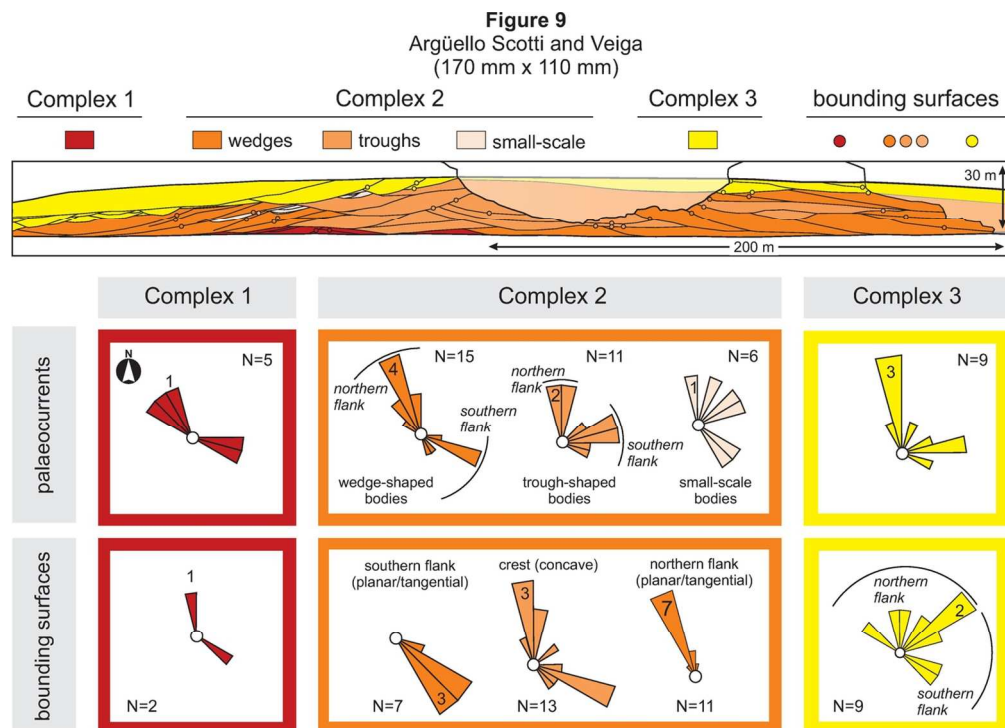 Figure 9
Argüello Scotti and Veiga
(170 mm x 110 mm)
Complex 1
Complex 2
Complex 3
bounding surfaces
wedges
troughs
small-scale
30 m
200 m
Complex 1
Complex 2
Complex 3
palaeocurrents
N
N=5
1
N=15
4
northern
flank
southern
flank
wedge-shaped
bodies
N=11
northern
flank
2
southern
flank
trough-shaped
bodies
N=6
1
small-scale
bodies
N=9
3
bounding surfaces
1
N=2
southern flank
(planar/tangential)
3
N=7
crest (concave)
3
N=13
northern flank
(planar/tangential)
7
N=11
northern
flank
2
southern
flank
N=9